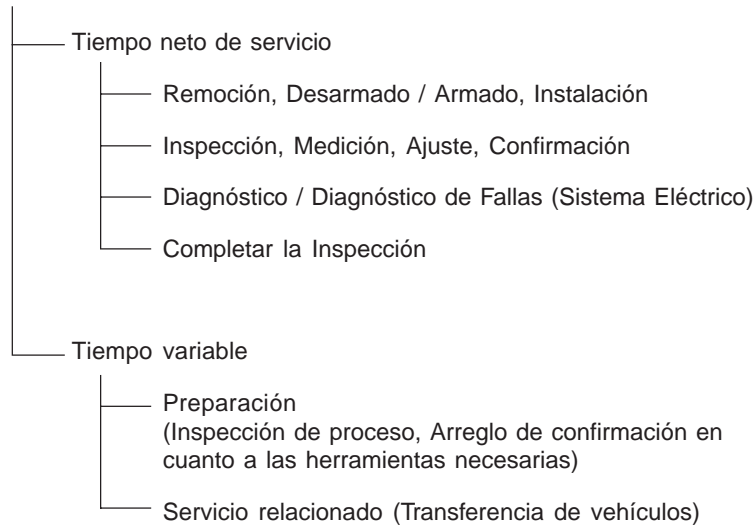 Tiempo neto de servicio
Remoción, Desarmado / Armado, Instalación
Inspección, Medición, Ajuste, Confirmación
Diagnóstico / Diagnóstico de Fallas (Sistema Eléctrico)
Completar la Inspección
Tiempo variable
Preparación
(Inspección de proceso, Arreglo de confirmación en
cuanto a las herramientas necesarias)
Servicio relacionado (Transferencia de vehículos)